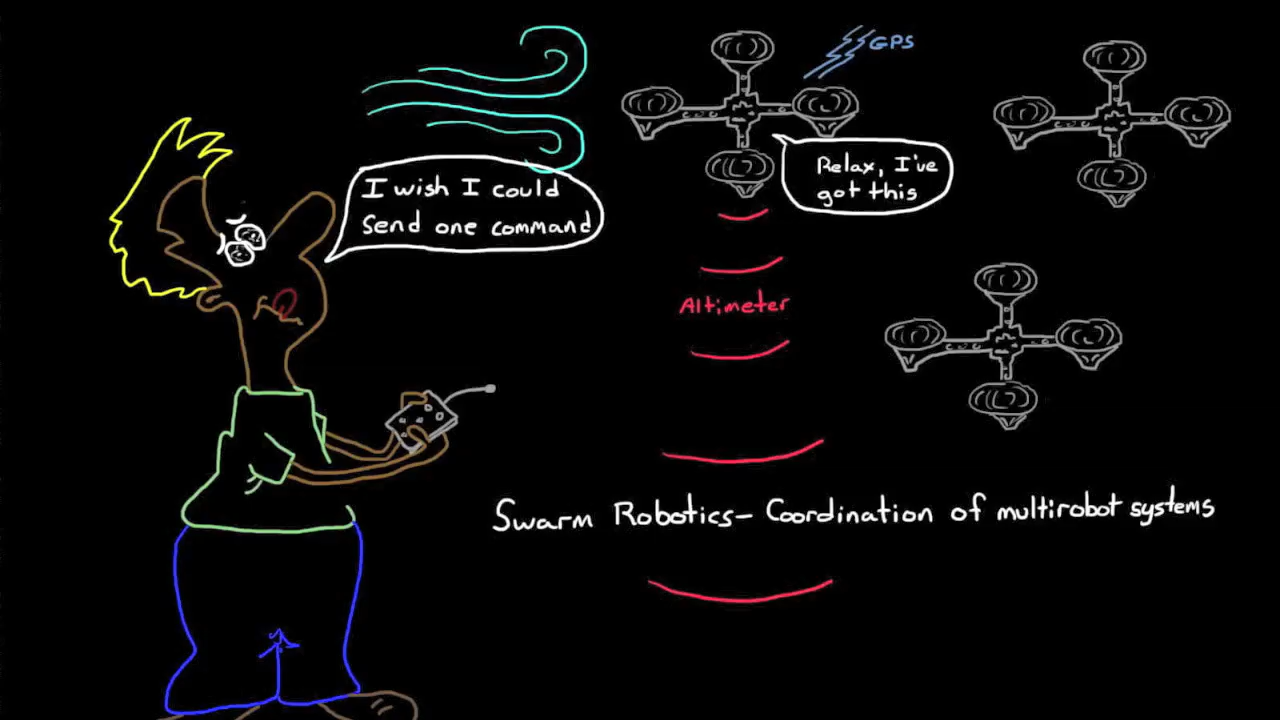 GPS
Relax, I've
got this
I wish I could
Send one command
Altimeter
Swarm Robotics- Coordination of multirobot systems